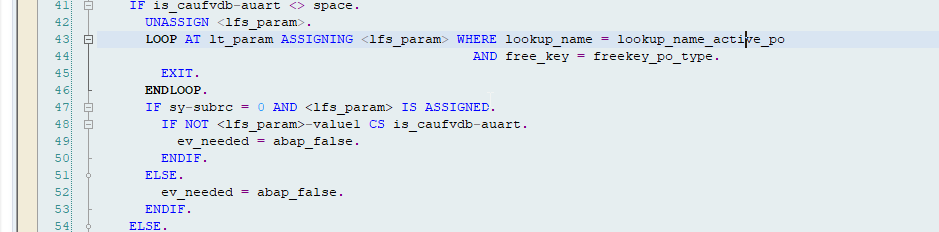 41 IF is_caufvdb-auart <> space.
42 UNASSIGN <lfs_param>.
43 LOOP AT lt_param ASSIGNING <lfs_param> WHERE lookup_name = lookup_name_active_po
44 AND free_key = freekey_po_type.
45 EXIT.
46 ENDLOOP.
47 IF sy-subrc = 0 AND <lfs_param> IS ASSIGNED.
48 IF NOT <lfs_param>-value1 CS is_caufvdb-auart.
49 ev_needed = abap_false.
50 ENDIF.
51 ELSE.
52 ev_needed = abap_false.
53 ENDIF.
54 ELSE.